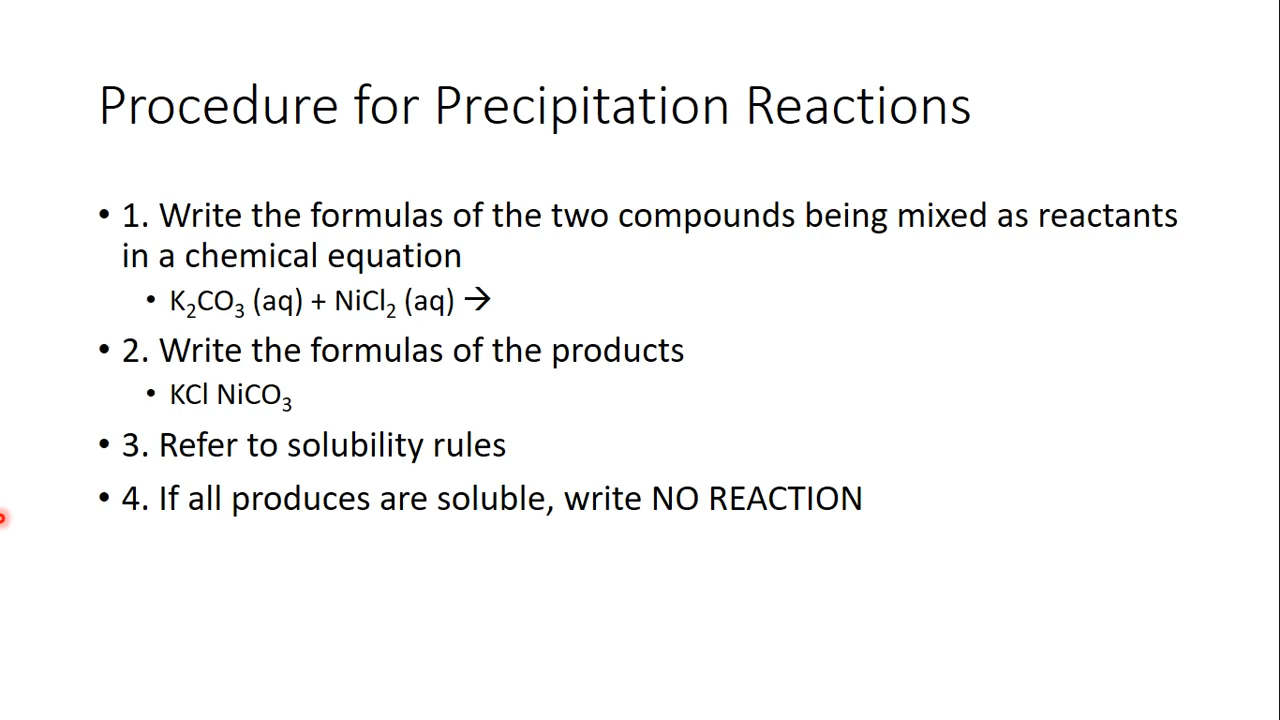 Procedure for Precipitation Reactions
• 1. Write the formulas of the two compounds being mixed as reactants
in a chemical equation
• K₂CO₃ (aq) + NiCl₂ (aq) →
• 2. Write the formulas of the products
• KCl NiCO₃
• 3. Refer to solubility rules
• 4. If all produces are soluble, write NO REACTION